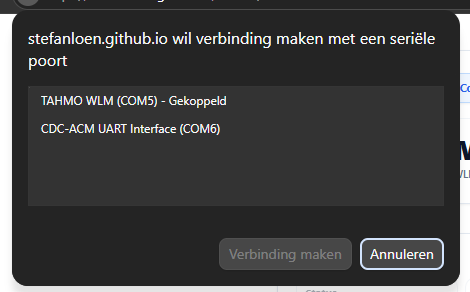 stefanloen.github.io wil verbinding maken met een seriële
poort
TAHMO WLM (COM5) - Gekoppeld
CDC-ACM UART Interface (COM6)
Verbinding maken
Annuleren